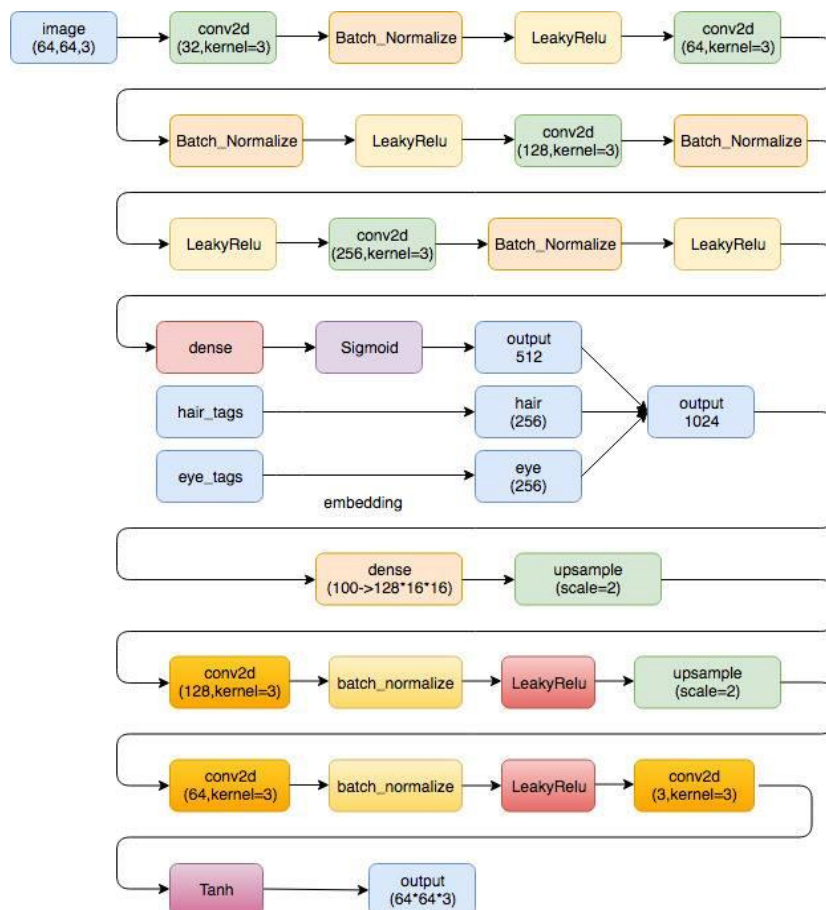 image
(64,64,3)
conv2d
(32,kernel=3)
Batch_Normalize
LeakyRelu
conv2d
(64,kernel=3)
Batch_Normalize
LeakyRelu
conv2d
(128,kernel=3)
Batch_Normalize
LeakyRelu
conv2d
(256,kernel=3)
Batch_Normalize
LeakyRelu
dense
Sigmoid
output
512
hair_tags
hair
(256)
output
1024
eye_tags
eye
(256)
embedding
dense
(100->128*16*16)
upsample
(scale=2)
conv2d
(128,kernel=3)
batch_normalize
LeakyRelu
upsample
(scale=2)
conv2d
(64,kernel=3)
batch_normalize
LeakyRelu
conv2d
(3,kernel=3)
Tanh
output
(64*64*3)